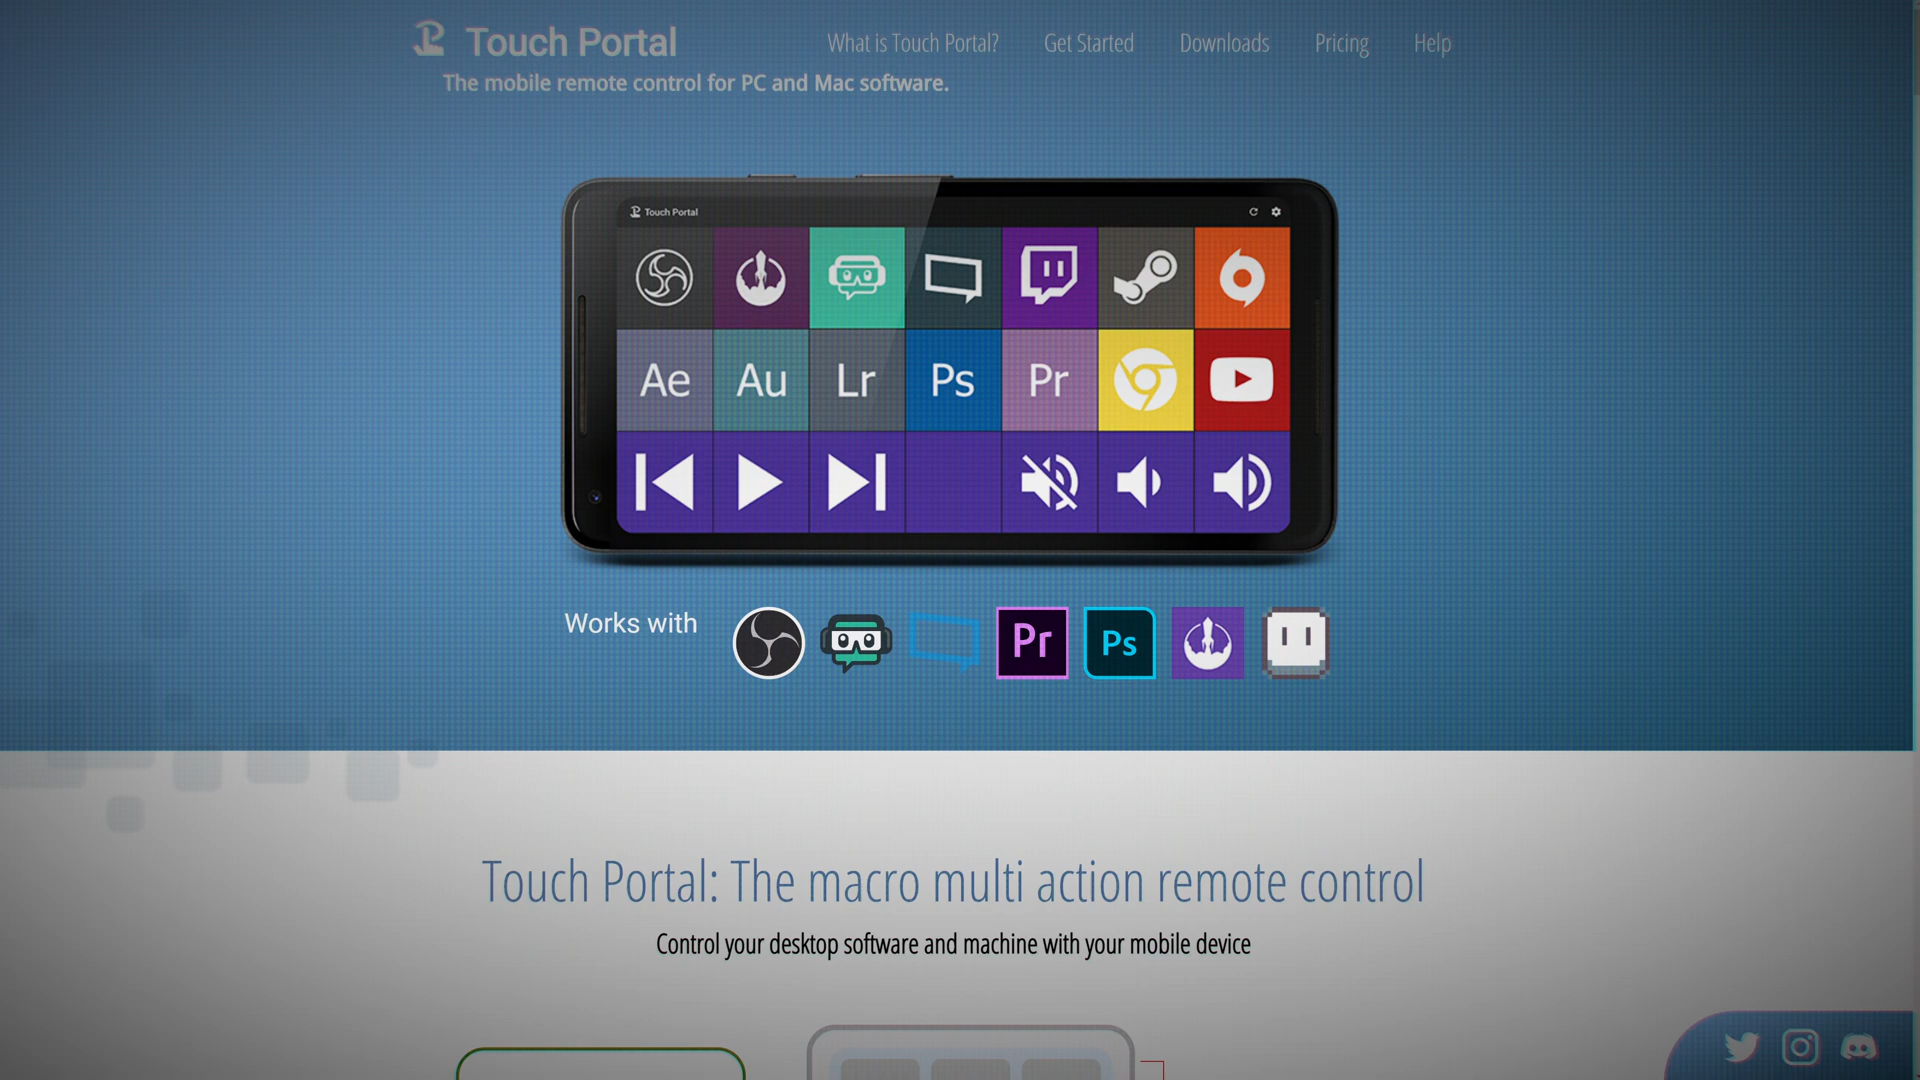 Touch Portal
What is Touch Portal?
Get Started
Downloads
Pricing
Help
The mobile remote control for PC and Mac software.
Touch Portal
Ae
Au
Lr
Ps
Pr
Works with
Pr
Ps
Touch Portal: The macro multi action remote control
Control your desktop software and machine with your mobile device